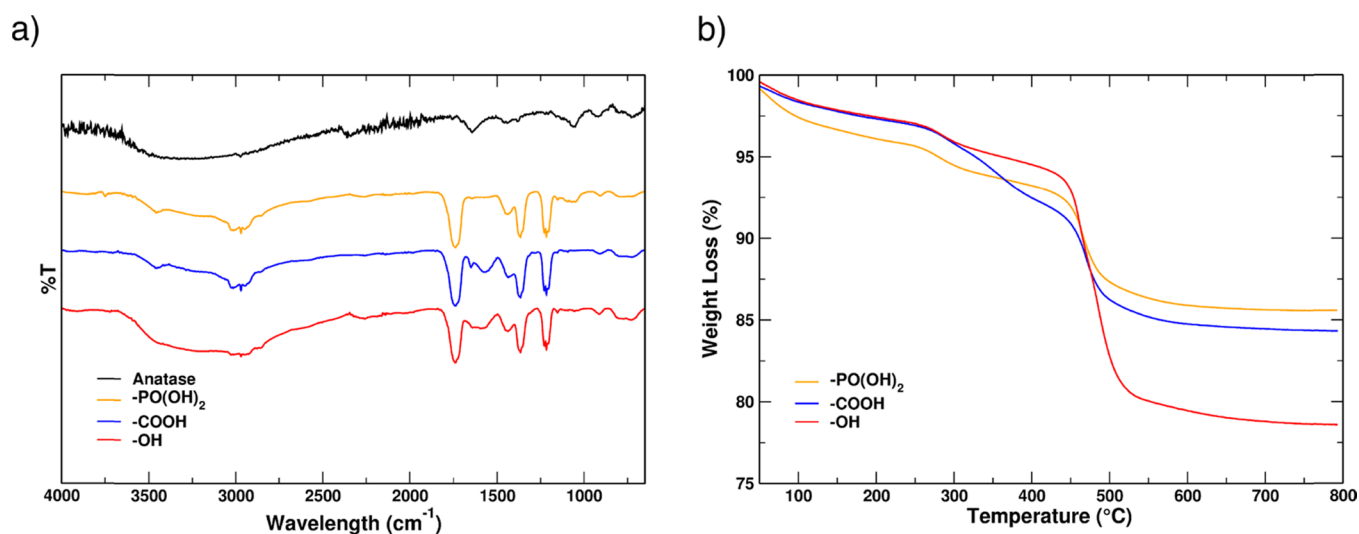 a)
%T
Anatase
-PO(OH)₂
-COOH
-OH
4000 3500 3000 2500 2000 1500 1000
Wavelength (cm⁻¹)
b)
Weight Loss (%)
100
95
90
85
80
75
-PO(OH)₂
-COOH
-OH
100 200 300 400 500 600 700 800
Temperature (°C)